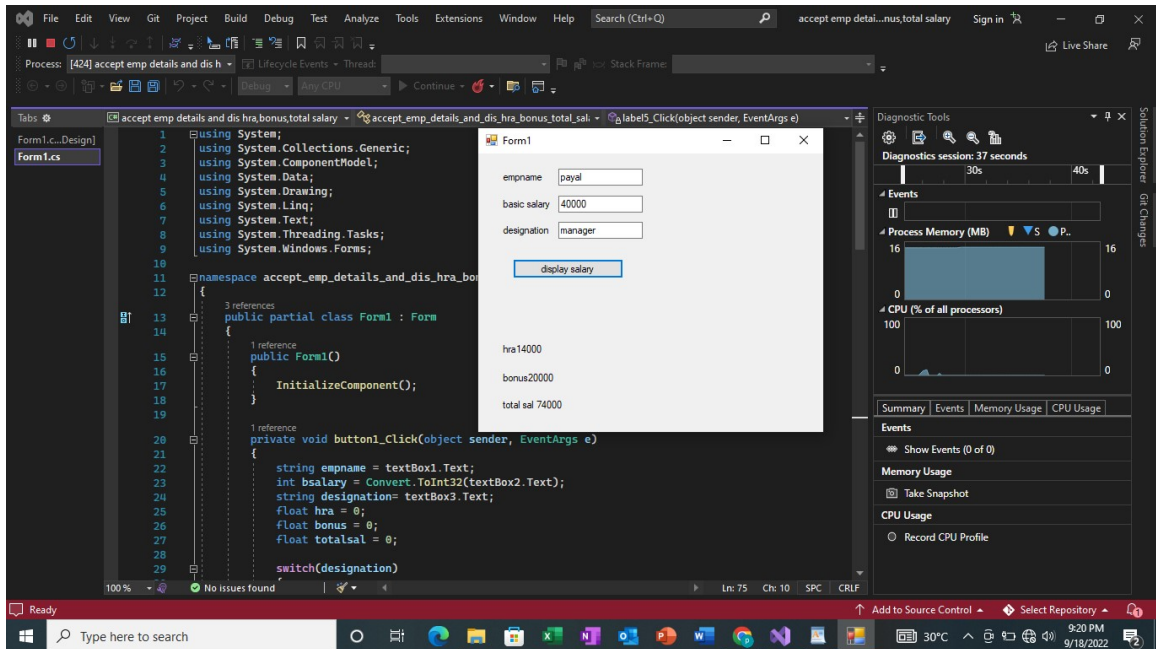 File Edit View Git Project Build Debug Test Analyze Tools Extensions Window Help Search (Ctrl+Q) accept emp detai...nus,total salary Sign in
Live Share
Process: [424] accept emp details and dis h Lifecycle Events Thread: Stack Frame:
Debug Any CPU Continue
Tabs accept emp details and dis hra,bonus,total salary accept_emp_details_and_dis_hra_bonus_total_sal label5_Click(object sender, EventArgs e)
Form1.c...Design]
Form1.cs
1 using System;
2 using System.Collections.Generic;
3 using System.ComponentModel;
4 using System.Data;
5 using System.Drawing;
6 using System.Linq;
7 using System.Text;
8 using System.Threading.Tasks;
9 using System.Windows.Forms;
10
11 namespace accept_emp_details_and_dis_hra_bo
12 {
3 references
13 public partial class Form1 : Form
14 {
1 reference
15 public Form1()
16 {
17 InitializeComponent();
18 }
19
1 reference
20 private void button1_Click(object sender, EventArgs e)
21 {
22 string empname = textBox1.Text;
23 int bsalary = Convert.ToInt32(textBox2.Text);
24 string designation= textBox3.Text;
25 float hra = 0;
26 float bonus = 0;
27 float totalsal = 0;
28
29 switch(designation)
100 % No issues found Ln: 75 Ch: 10 SPC CRLF
Form1
empname payal
basic salary 40000
designation manager
display salary
hra14000
bonus20000
total sal 74000
Diagnostic Tools
Diagnostics session: 37 seconds
30s 40s
Events
Process Memory (MB) S P..
16 16
0 0
CPU (% of all processors)
100 100
0 0
Summary Events Memory Usage CPU Usage
Events
Show Events (0 of 0)
Memory Usage
Take Snapshot
CPU Usage
Record CPU Profile
Solution Explorer
Git Changes
Ready Add to Source Control Select Repository 1
Type here to search 30°C 9:20 PM
9/18/2022 2